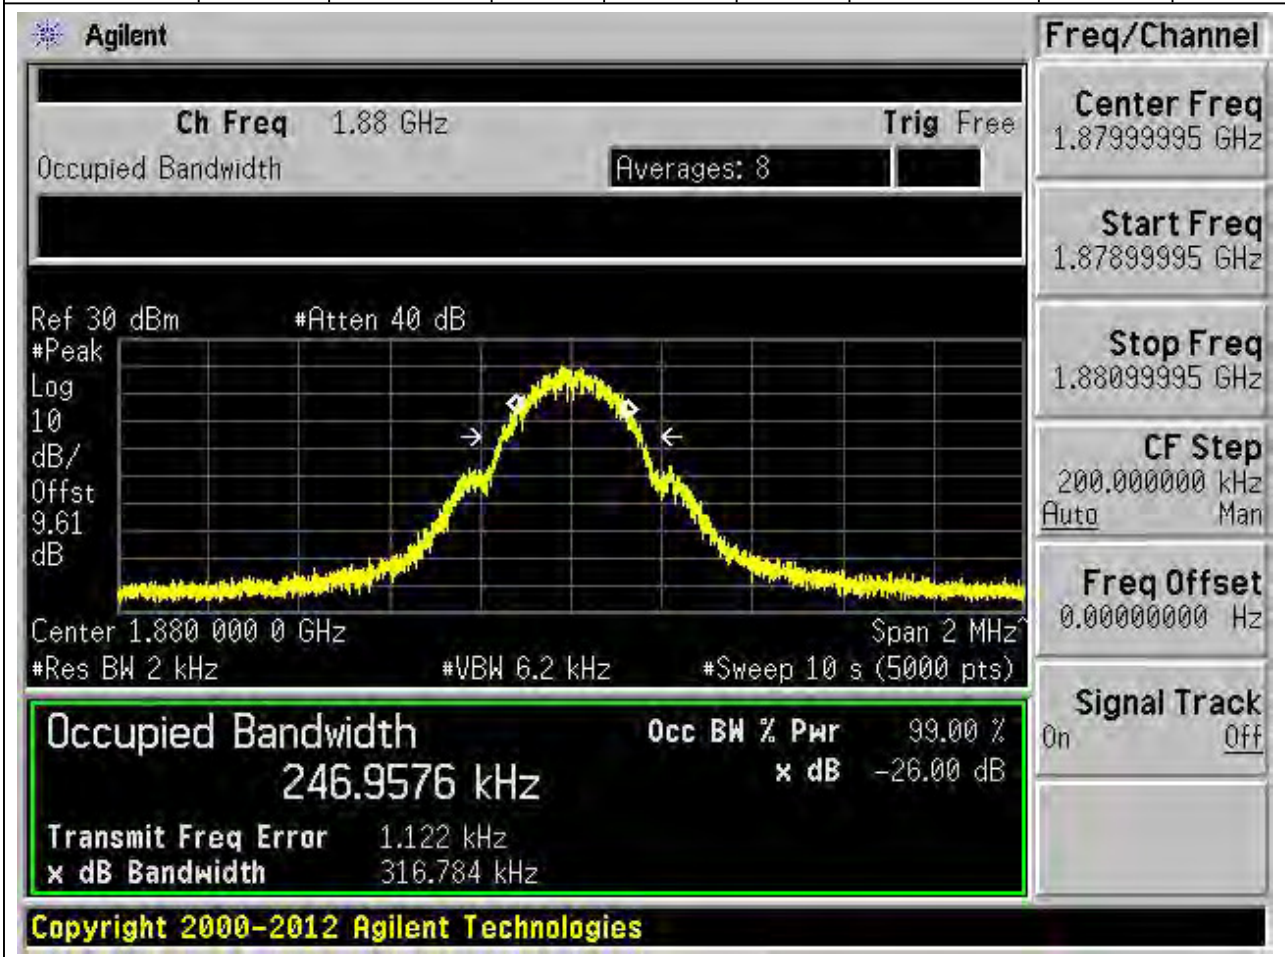 Agilent
Freq/Channel
Ch Freq 1.88 GHz Trig Free
Occupied Bandwidth Averages: 8
Center Freq
1.87999995 GHz
Start Freq
1.87899995 GHz
Ref 30 dBm #Atten 40 dB
#Peak
Log
10
dB/
Offst
9.61
dB
Stop Freq
1.88099995 GHz
CF Step
200.000000 kHz
Auto Man
Center 1.880 000 0 GHz Span 2 MHz^
#Res BW 2 kHz #VBW 6.2 kHz #Sweep 10 s (5000 pts)
Freq Offset
0.00000000 Hz
Occupied Bandwidth Occ BW % Pwr 99.00 %
246.9576 kHz x dB -26.00 dB
Transmit Freq Error 1.122 kHz
x dB Bandwidth 316.784 kHz
Signal Track
On Off
Copyright 2000-2012 Agilent Technologies